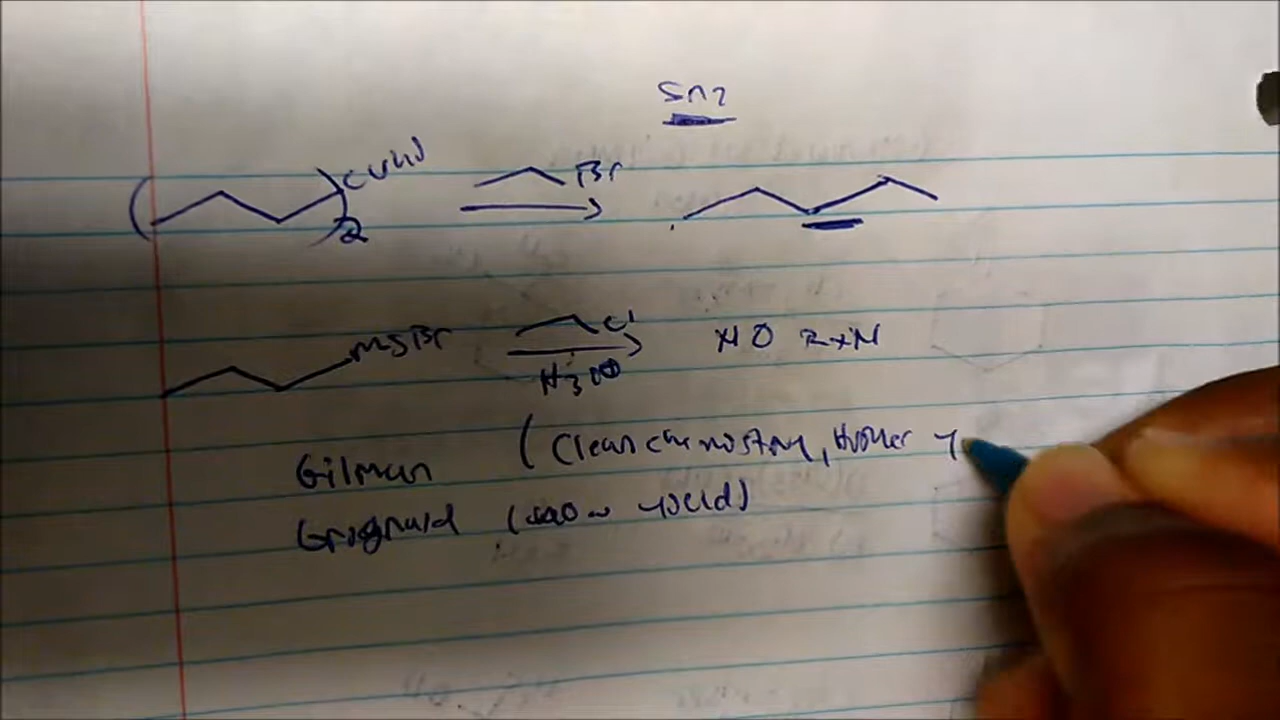 SN2
CuLi
Br
2
MgBr
Cl
NO RXN
H3O⊕
Gilman (Clean chemistry, Higher Y
Grignard (low yield)